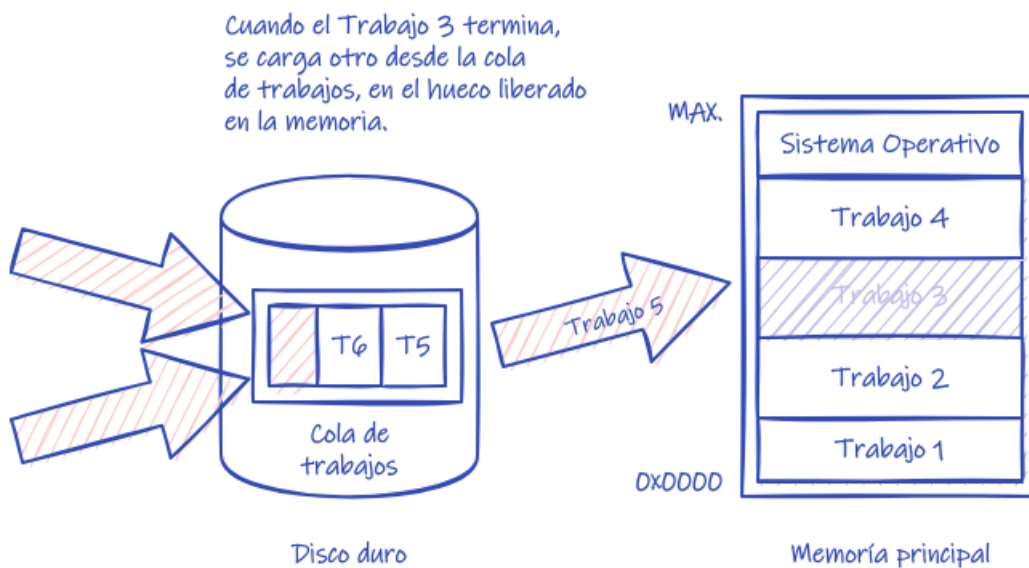 Cuando el Trabajo 3 termina,
se carga otro desde la cola
de trabajos, en el hueco liberado
en la memoria.
MAX.
Sistema Operativo
Trabajo 4
Trabajo 3
Trabajo 5
T6
T5
Trabajo 2
Cola de
trabajos
Trabajo 1
0x0000
Disco duro
Memoría principal